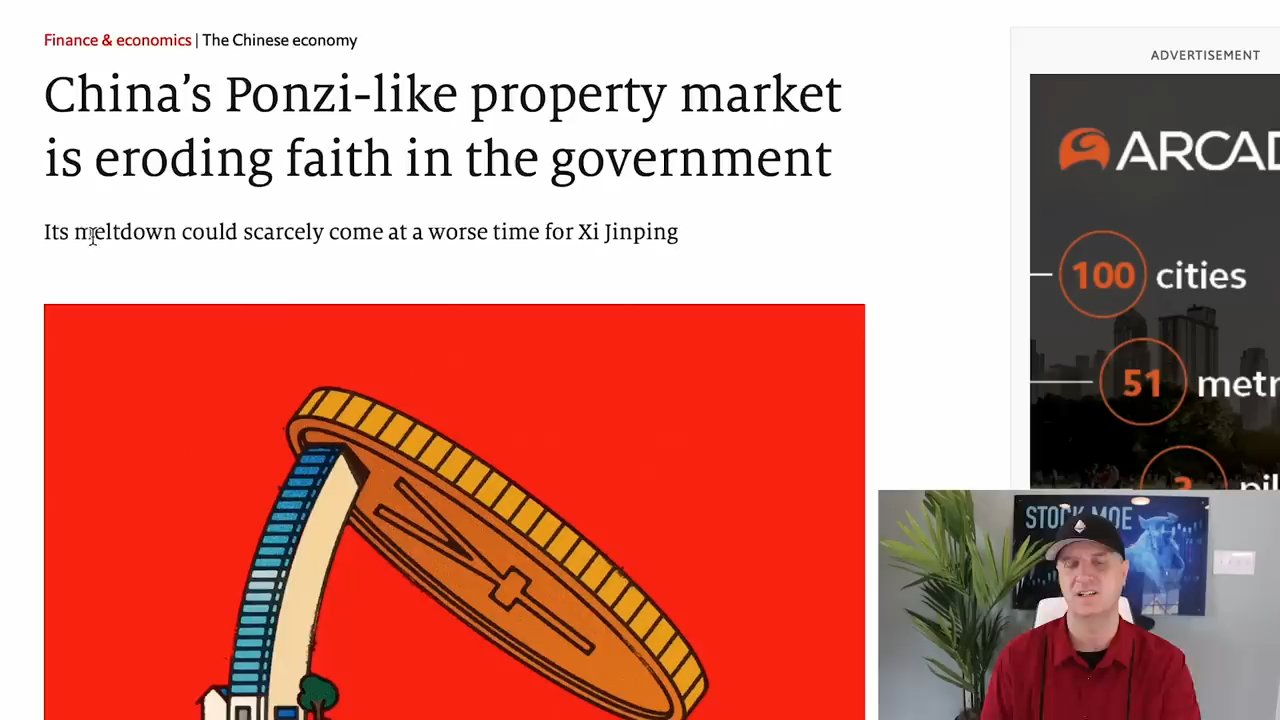 Finance & economics | The Chinese economy
China's Ponzi-like property market
is eroding faith in the government
Its meltdown could scarcely come at a worse time for Xi Jinping
ADVERTISEMENT
100 cities
51
STOCK MOE